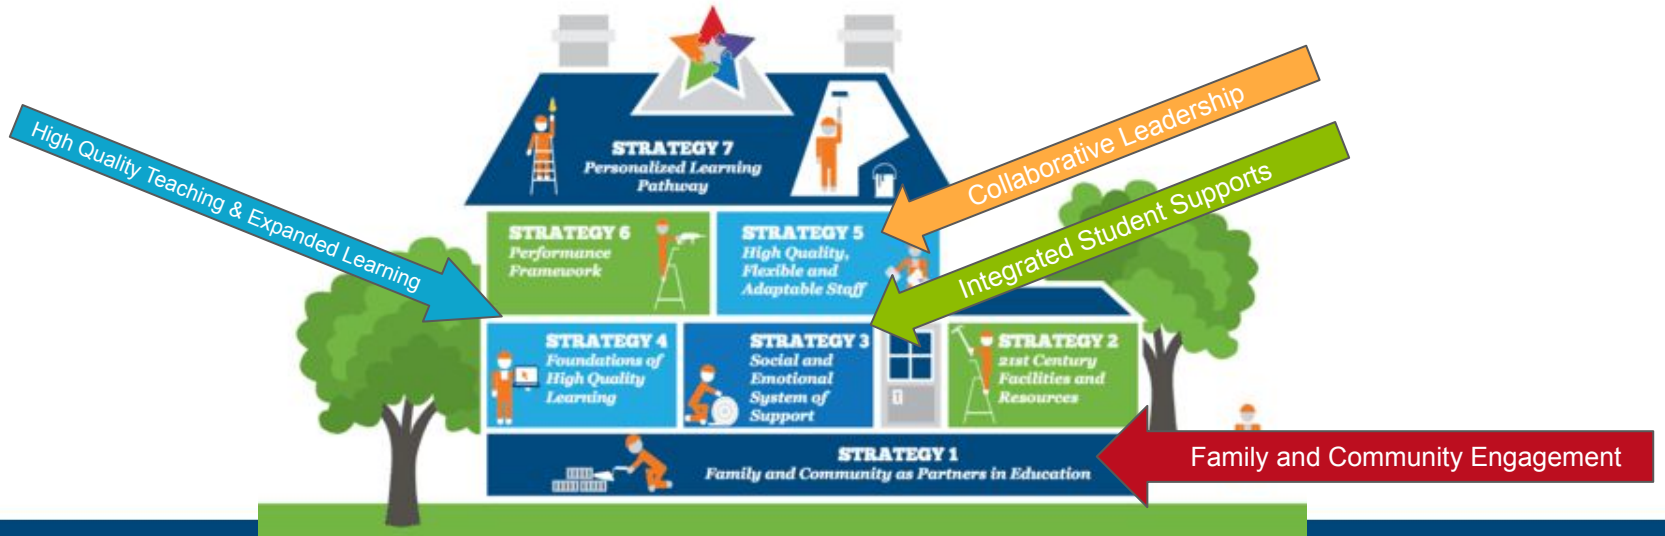 STRATEGY 7
Personalized Learning
Pathway
High Quality Teaching & Expanded Learning
Collaborative Leadership
Integrated Student Supports
STRATEGY 6
Performance
Framework
STRATEGY 5
High Quality,
Flexible and
Adaptable Staff
STRATEGY 4
Foundations of
High Quality
Learning
STRATEGY 3
Social and
Emotional
System of
Support
STRATEGY 2
21st Century
Facilities and
Resources
STRATEGY 1
Family and Community as Partners in Education
Family and Community Engagement